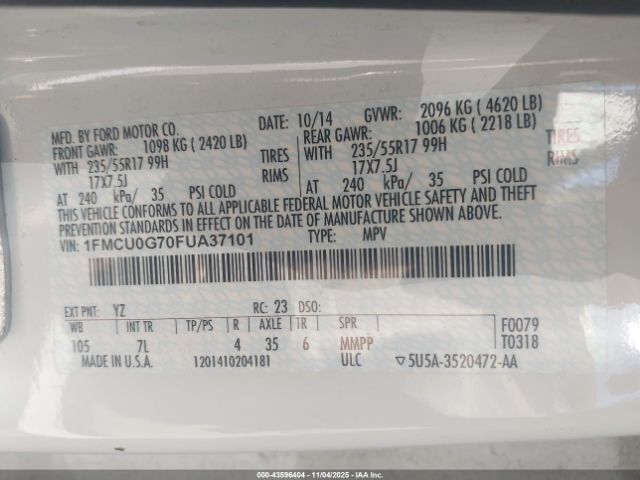 MFD. BY FORD MOTOR CO.
DATE: 10/14 GVWR: 2096 KG ( 4620 LB)
FRONT GAWR: 1098 KG ( 2420 LB)
REAR GAWR: 1006 KG ( 2218 LB)
WITH 235/55R17 99H TIRES
17X7.5J RIMS
WITH 235/55R17 99H TIRES
17X7.5J RIMS
AT 240 kPa/ 35 PSI COLD
AT 240 kPa/ 35 PSI COLD
THIS VEHICLE CONFORMS TO ALL APPLICABLE FEDERAL MOTOR VEHICLE SAFETY AND THEFT
PREVENTION STANDARDS IN EFFECT ON THE DATE OF MANUFACTURE SHOWN ABOVE.
VIN: 1FMCU0G70FUA37101 TYPE: MPV
EXT PNT: YZ RC: 23 DSO:
WB INT TR TP/PS R AXLE TR SPR
105 7L 4 35 6 MMPP
F0079
T0318
MADE IN U.S.A. 1201410204181 ULC ▽5U5A-3520472-AA
000-43596404 - 11/04/2025 - IAAI.com